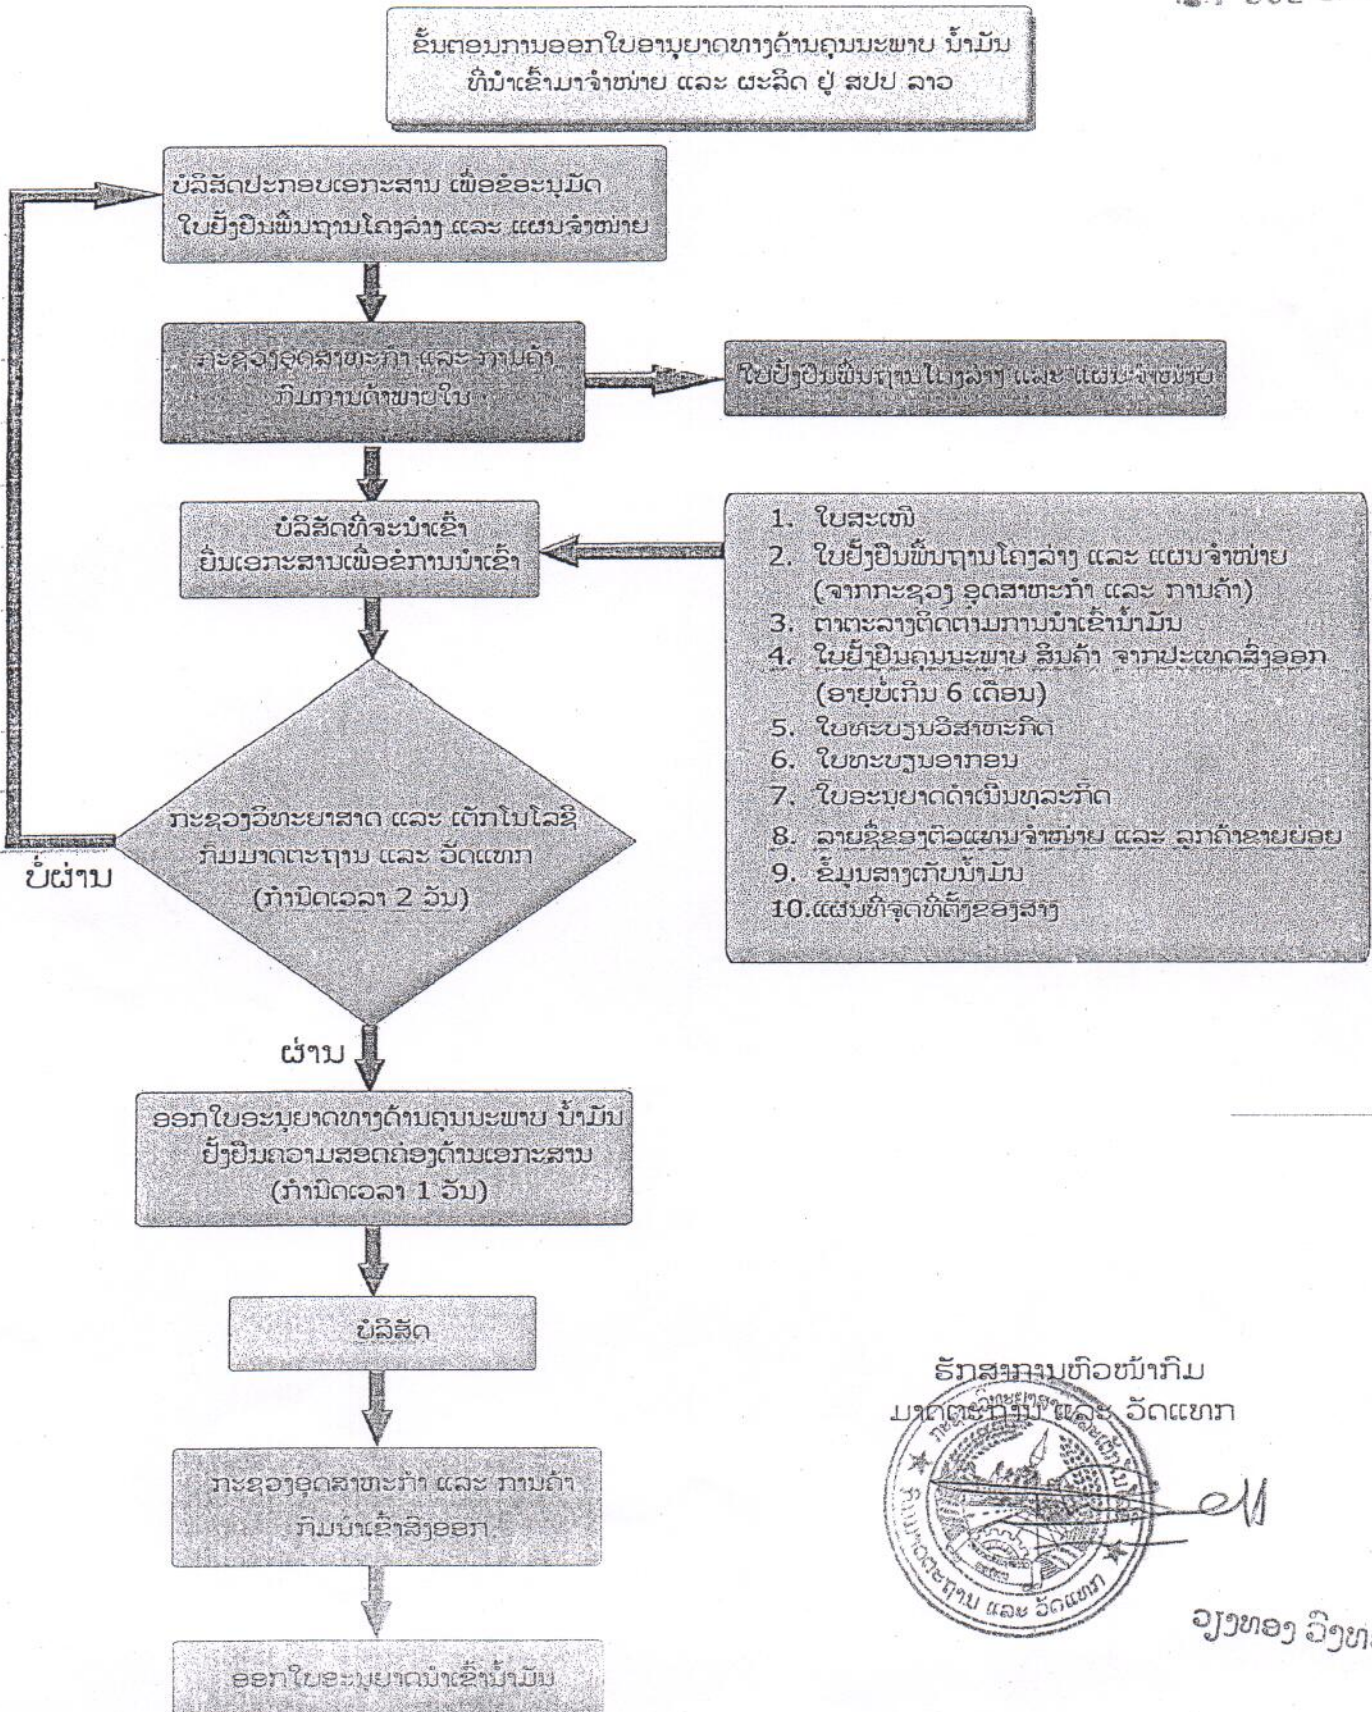 ຂັ້ນຕອນການອອກໃບອານຸຍາດທາງດ້ານຄຸນນະພາບ ນ້ຳມັນ
ທີ່ນຳເຂົ້າມາຈຳໜ່າຍ ແລະ ຜະລິດ ຢູ່ ສປປ ລາວ
ບໍລິສັດປະກອບເອກະສານ ເພື່ອຂໍອະນຸມັດ
ໃບຢັ້ງຢືນພື້ນຖານໂຄງລ່າງ ແລະ ແຜນຈຳໜ່າຍ
ກະຊວງອຸດສາຫະກຳ ແລະ ການຄ້າ
ກົມການຄ້າພາຍໃນ
ໃບຢັ້ງຢືນພື້ນຖານໂຄງລ່າງ ແລະ ແຜນຈຳໜ່າຍ
ບໍລິສັດທີ່ຈະນຳເຂົ້າ
ຍື່ນເອກະສານເພື່ອຂໍການນຳເຂົ້າ
1. ໃບສະເໜີ
2. ໃບຢັ້ງຢືນພື້ນຖານໂຄງລ່າງ ແລະ ແຜນຈຳໜ່າຍ
(ຈາກກະຊວງ ອຸດສາຫະກຳ ແລະ ການຄ້າ)
3. ຕາຕະລາງຕິດຕາມການນຳເຂົ້ານ້ຳມັນ
4. ໃບຢັ້ງຢືນຄຸນນະພາບ ສິນຄ້າ ຈາກປະເທດສົ່ງອອກ
(ອາຍຸບໍ່ເກີນ 6 ເດືອນ)
5. ໃບທະບຽນວິສາຫະກິດ
6. ໃບທະບຽນອາກອນ
7. ໃບອະນຸຍາດດຳເນີນທຸລະກິດ
8. ລາຍຊື່ຂອງຕົວແທນຈຳໜ່າຍ ແລະ ລູກຄ້າຂາຍຍ່ອຍ
9. ຂໍ້ມູນສາງເກັບນ້ຳມັນ
10.ແຜນທີ່ຈຸດທີ່ຕັ້ງຂອງສາງ
ກະຊວງວິທະຍາສາດ ແລະ ເຕັກໂນໂລຊີ
ກົມມາດຕະຖານ ແລະ ວັດແທກ
(ກຳນົດເວລາ 2 ວັນ)
ບໍ່ຜ່ານ
ຜ່ານ
ອອກໃບອະນຸຍາດທາງດ້ານຄຸນນະພາບ ນ້ຳມັນ
ຢັ້ງຢືນຄວາມສອດຄ່ອງດ້ານເອກະສານ
(ກຳນົດເວລາ 1 ວັນ)
ບໍລິສັດ
ກະຊວງອຸດສາຫະກຳ ແລະ ການຄ້າ
ກົມນຳເຂົ້າສົ່ງອອກ
ອອກໃບອະນຸຍາດນຳເຂົ້ານ້ຳມັນ
ຮັກສາການຫົວໜ້າກົມ
ມາດຕະຖານ ແລະ ວັດແທກ
ກົມມາດຕະຖານ ແລະ ວັດແທກ
ວຽງທອງ